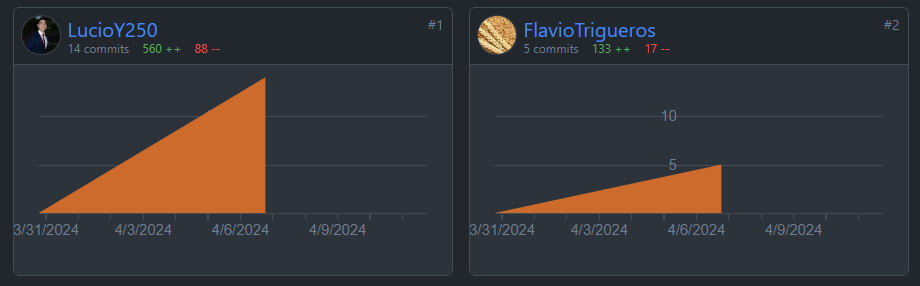 LucioY250 #1
14 commits 560 ++ 88 --
3/31/2024 4/3/2024 4/6/2024 4/9/2024
FlavioTrigueros #2
5 commits 133 ++ 17 --
10
5
3/31/2024 4/3/2024 4/6/2024 4/9/2024